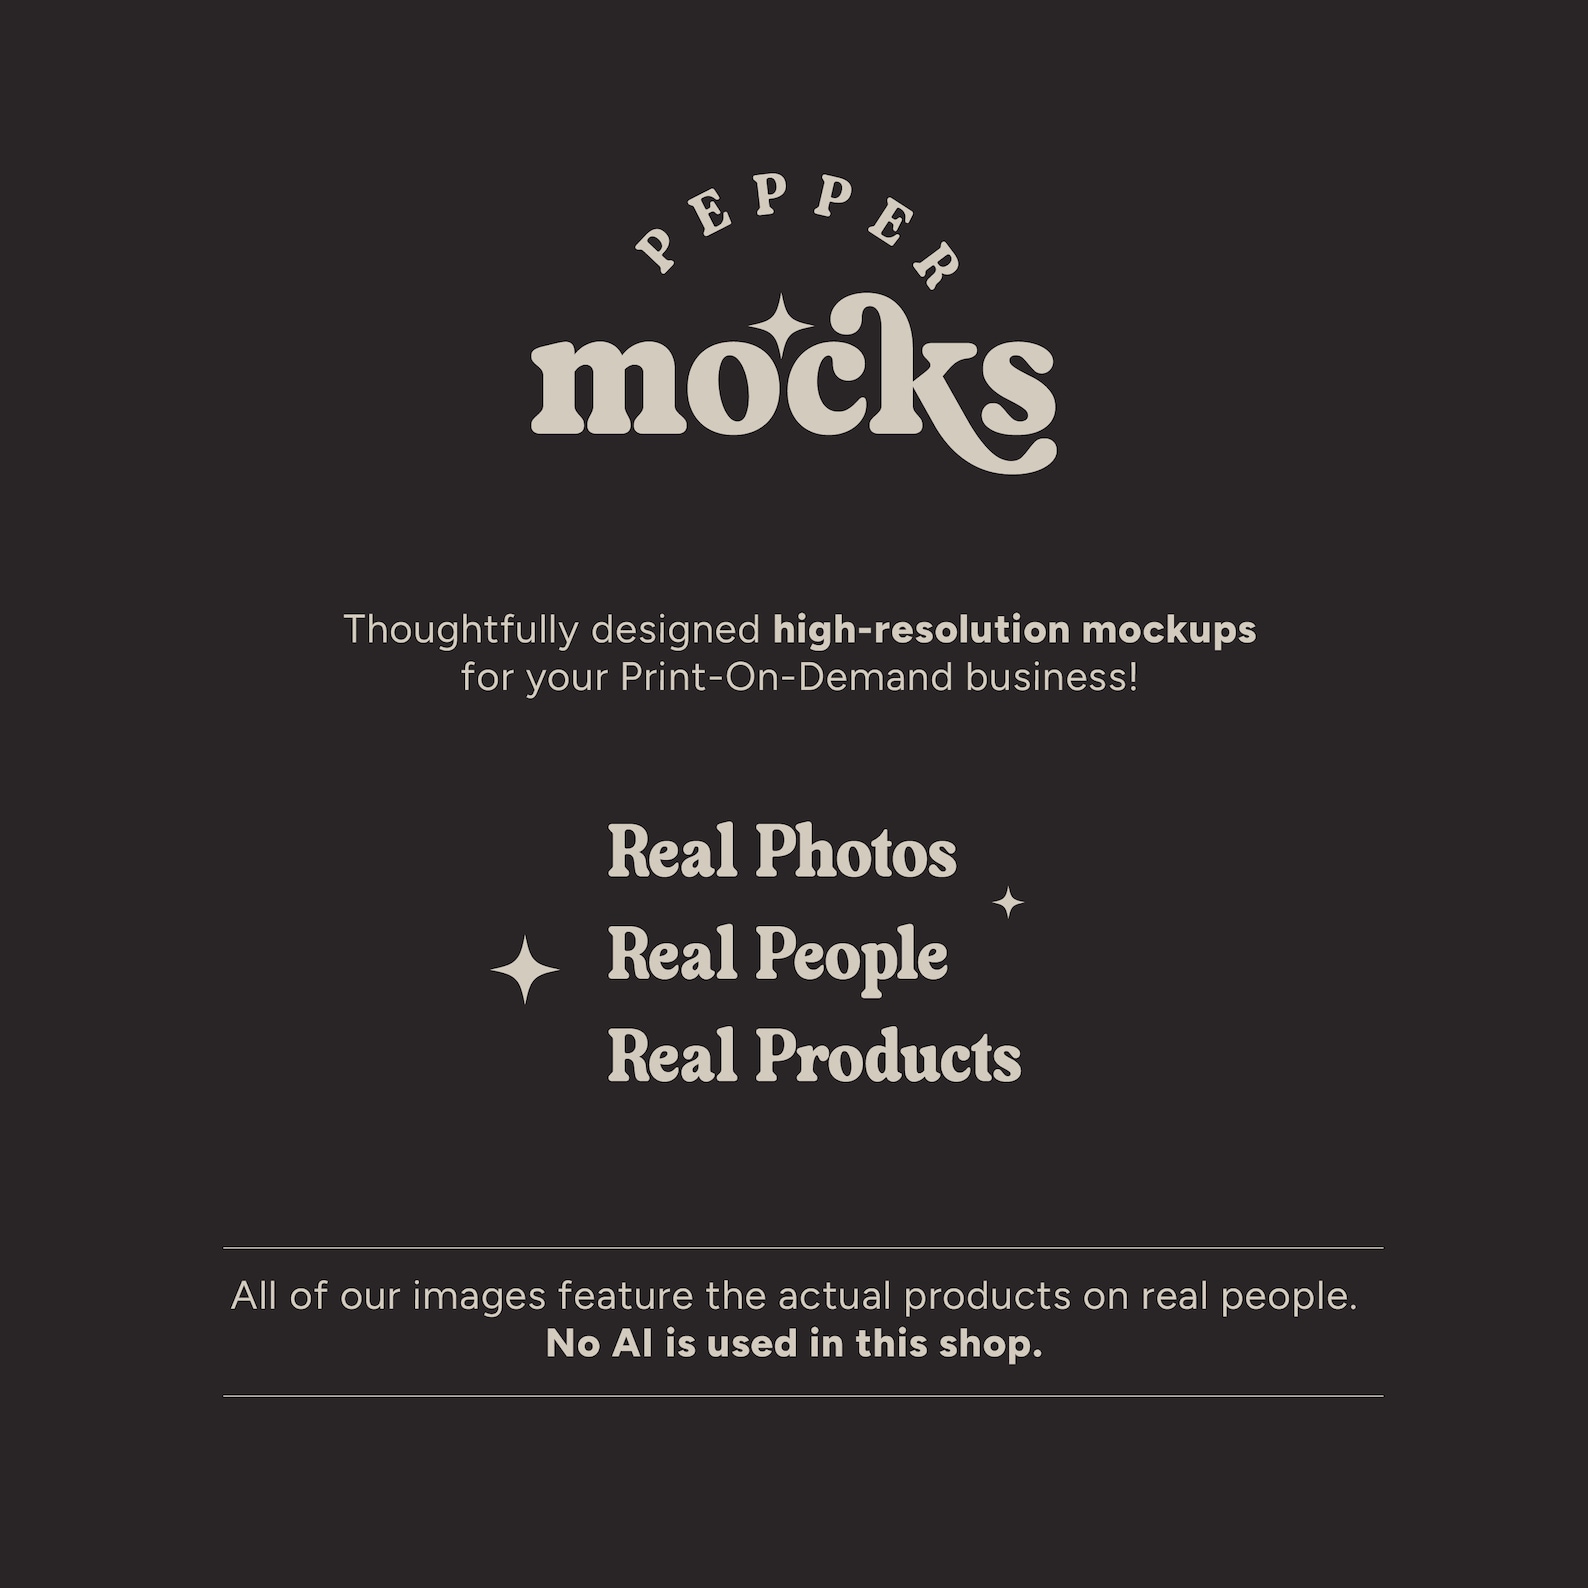 PEPPER
mocks
Thoughtfully designed high-resolution mockups
for your Print-On-Demand business!
Real Photos
Real People
Real Products
All of our images feature the actual products on real people.
No AI is used in this shop.